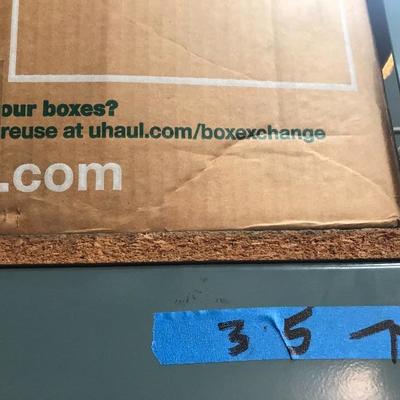 our boxes?
reuse at uhaul.com/boxexchange
.com
35↑